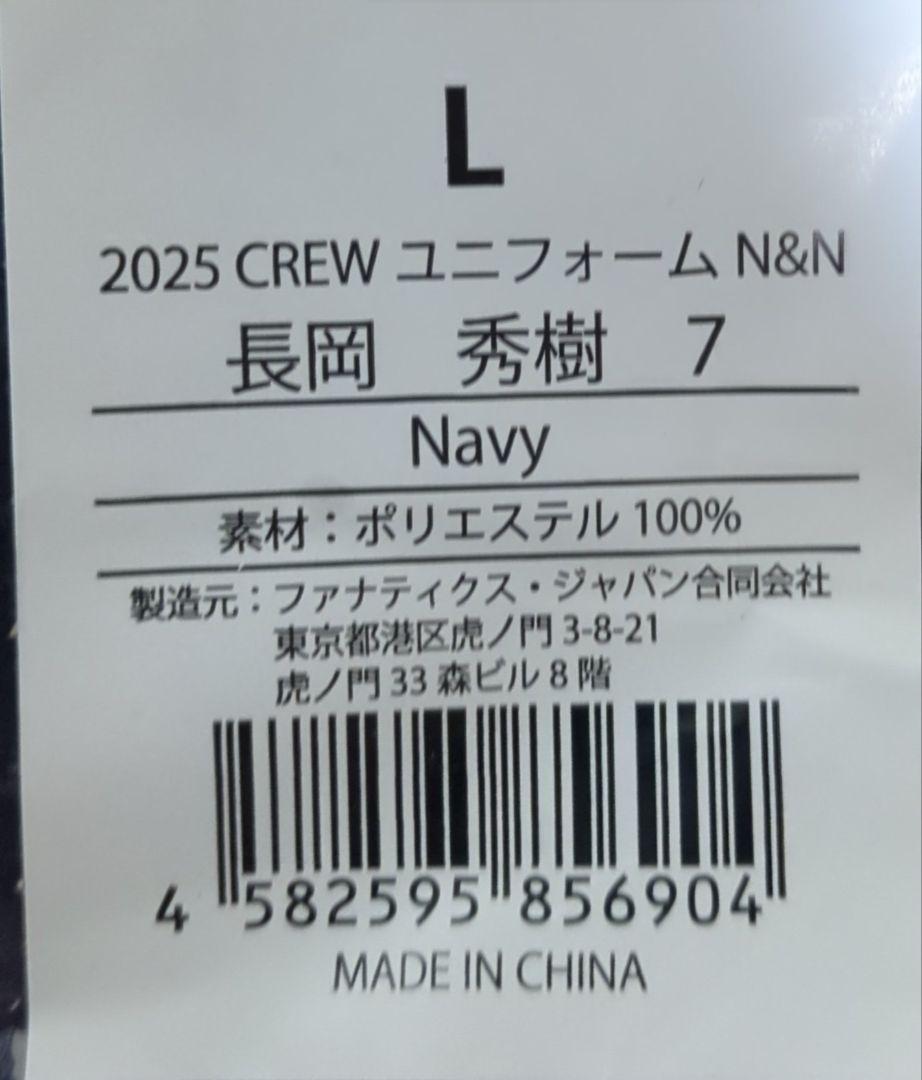 L
2025 CREW ユニフォーム N&N
長岡　秀樹　7
Navy
素材：ポリエステル 100%
製造元：ファナティクス・ジャパン合同会社
東京都港区虎ノ門 3-8-21
虎ノ門 33 森ビル 8 階
4 582595 856904
MADE IN CHINA